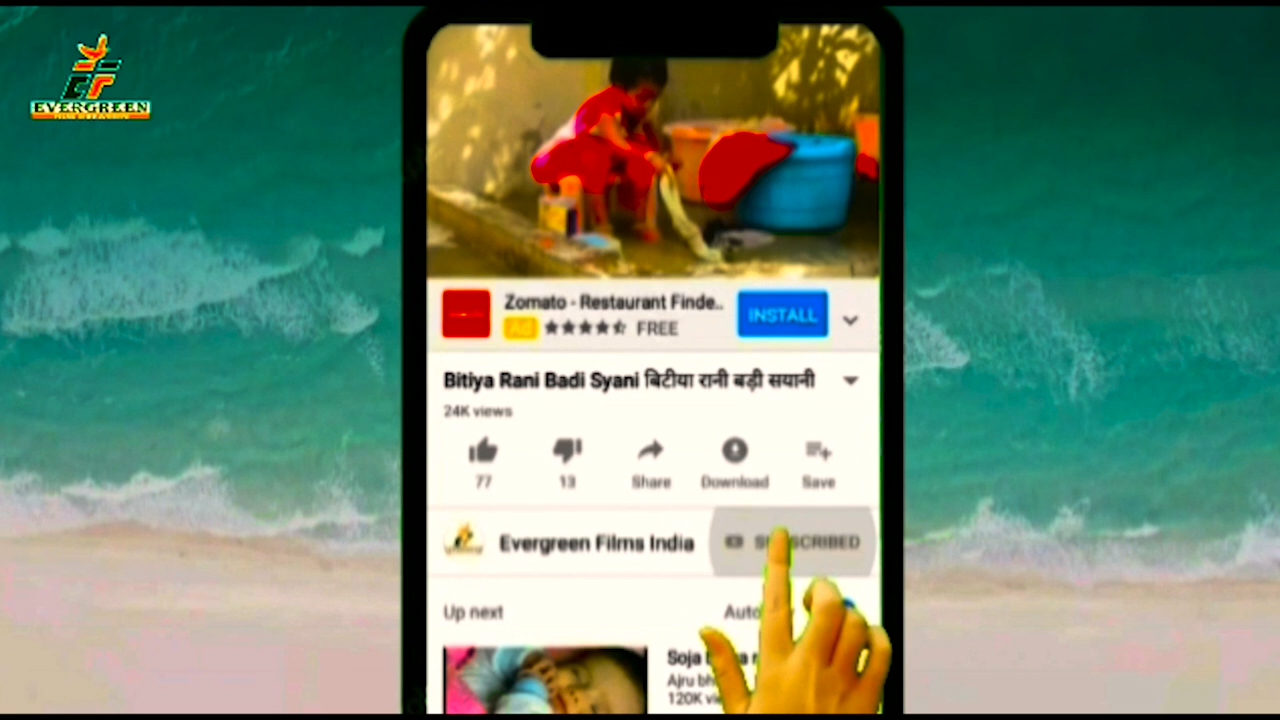 EVERGREEN
Zomato - Restaurant Finde..
Ad FREE
INSTALL
Bitiya Rani Badi Syani बिटीया रानी बड़ी सयानी
24K views
77
13
Share
Download
Save
Evergreen Films India
Up next
Soja
Ajru
120K